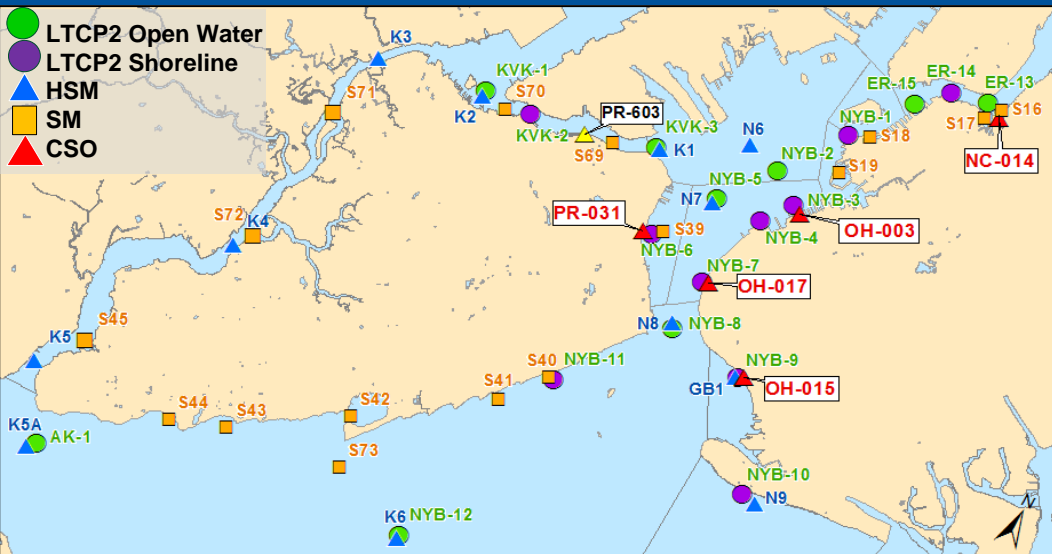 LTCP2 Open Water
LTCP2 Shoreline
HSM
SM
CSO
K3
KVK-1
S70
K2
KVK-2
PR-603
S69
KVK-3
K1
N6
ER-15
ER-14
ER-13
S16
S17
NYB-1
S18
S19
NC-014
S71
NYB-2
NYB-5
N7
NYB-3
NYB-4
OH-003
PR-031
S39
NYB-6
S72
K4
NYB-7
OH-017
N8
NYB-8
K5
S45
S40
NYB-11
NYB-9
GB1
OH-015
S41
S44
S43
S42
K5A
AK-1
S73
NYB-10
N9
K6
NYB-12
N